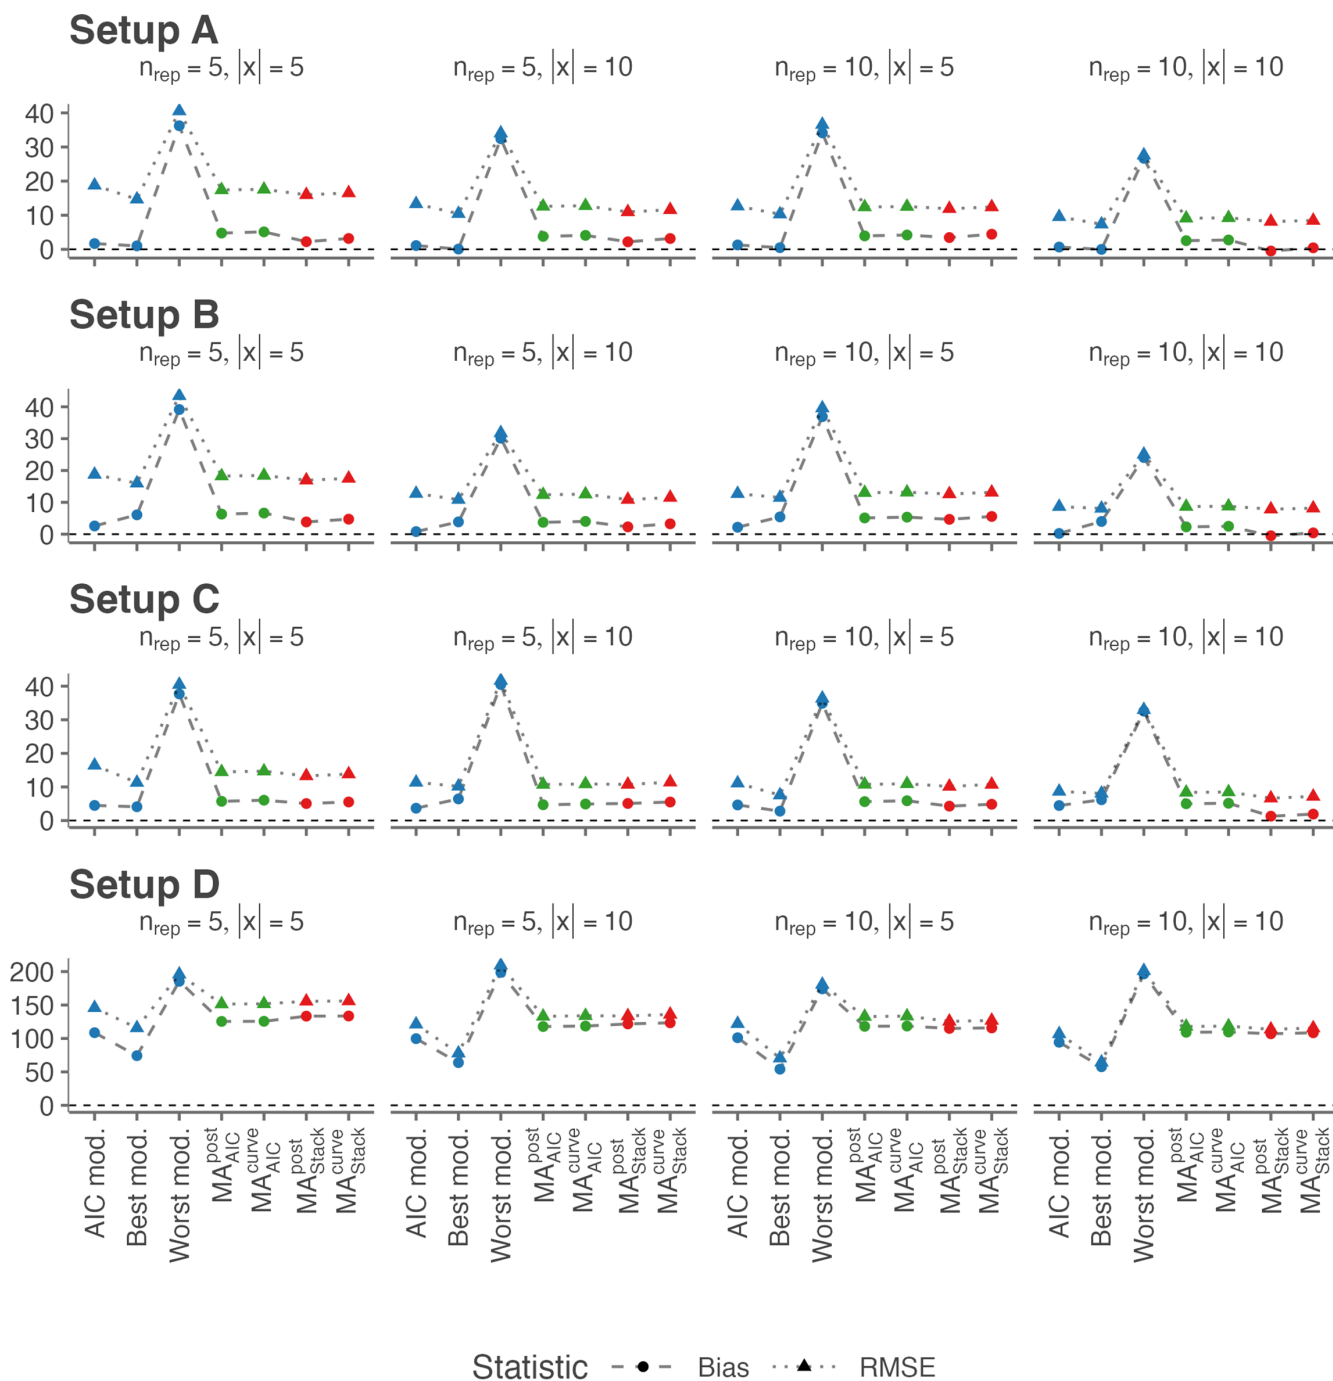 Setup A
n_rep = 5, |x| = 5 n_rep = 5, |x| = 10 n_rep = 10, |x| = 5 n_rep = 10, |x| = 10
40
30
20
10
0
Setup B
n_rep = 5, |x| = 5 n_rep = 5, |x| = 10 n_rep = 10, |x| = 5 n_rep = 10, |x| = 10
40
30
20
10
0
Setup C
n_rep = 5, |x| = 5 n_rep = 5, |x| = 10 n_rep = 10, |x| = 5 n_rep = 10, |x| = 10
40
30
20
10
0
Setup D
n_rep = 5, |x| = 5 n_rep = 5, |x| = 10 n_rep = 10, |x| = 5 n_rep = 10, |x| = 10
200
150
100
50
0
AIC mod.
Best mod.
Worst mod.
MA_AIC^post
MA_AIC^curve
MA_Stack^post
MA_Stack^curve
AIC mod.
Best mod.
Worst mod.
MA_AIC^post
MA_AIC^curve
MA_Stack^post
MA_Stack^curve
AIC mod.
Best mod.
Worst mod.
MA_AIC^post
MA_AIC^curve
MA_Stack^post
MA_Stack^curve
AIC mod.
Best mod.
Worst mod.
MA_AIC^post
MA_AIC^curve
MA_Stack^post
MA_Stack^curve
Statistic Bias RMSE